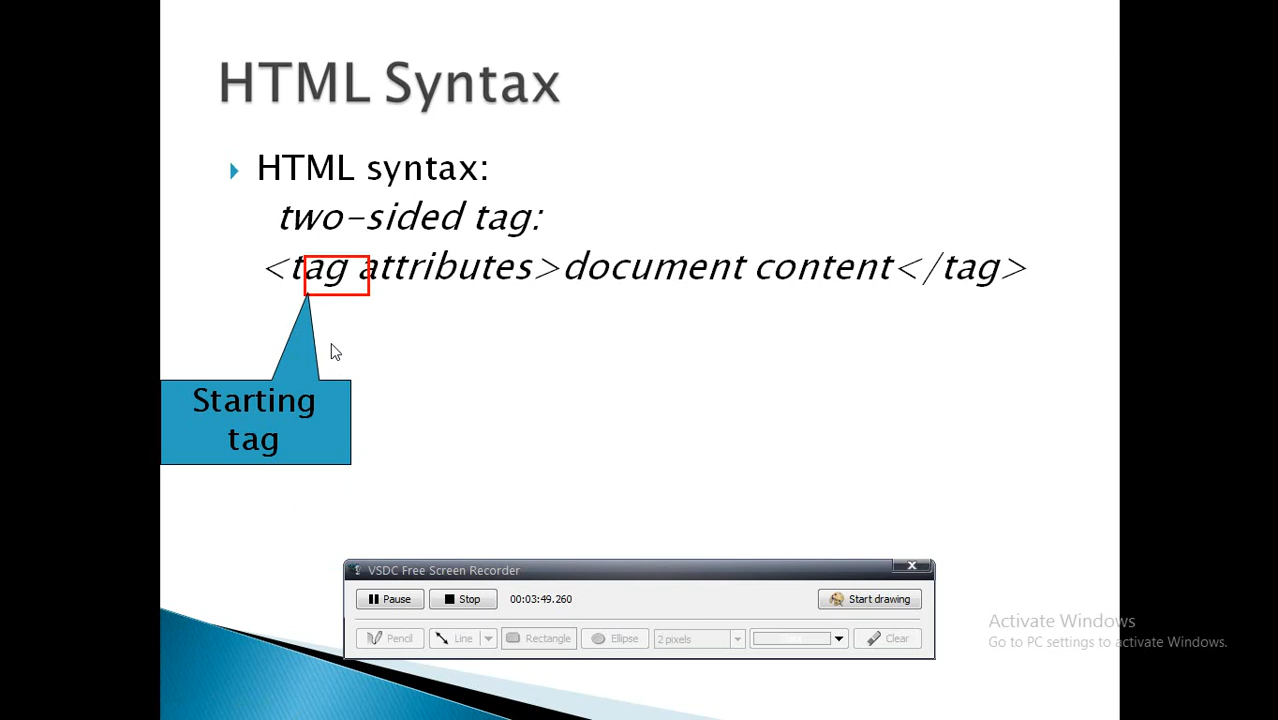 HTML Syntax
HTML syntax:
two-sided tag:
<tag attributes>document content</tag>
Starting
tag
VSDC Free Screen Recorder
Pause
Stop
00:03:49.260
Start drawing
Pencil
Line
Rectangle
Ellipse
2 pixels
Clear
Activate Windows
Go to PC settings to activate Windows.